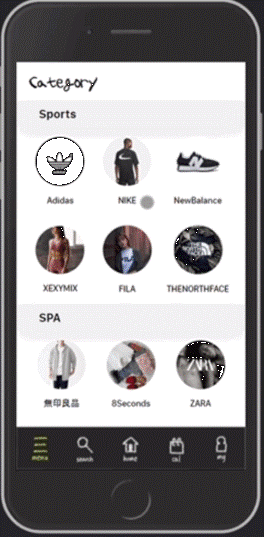 Category
Sports
Adidas
NIKE
NewBalance
XEXYMIX
FILA
THENORTHFACE
SPA
無印良品
8Seconds
ZARA
menu
search
home
my